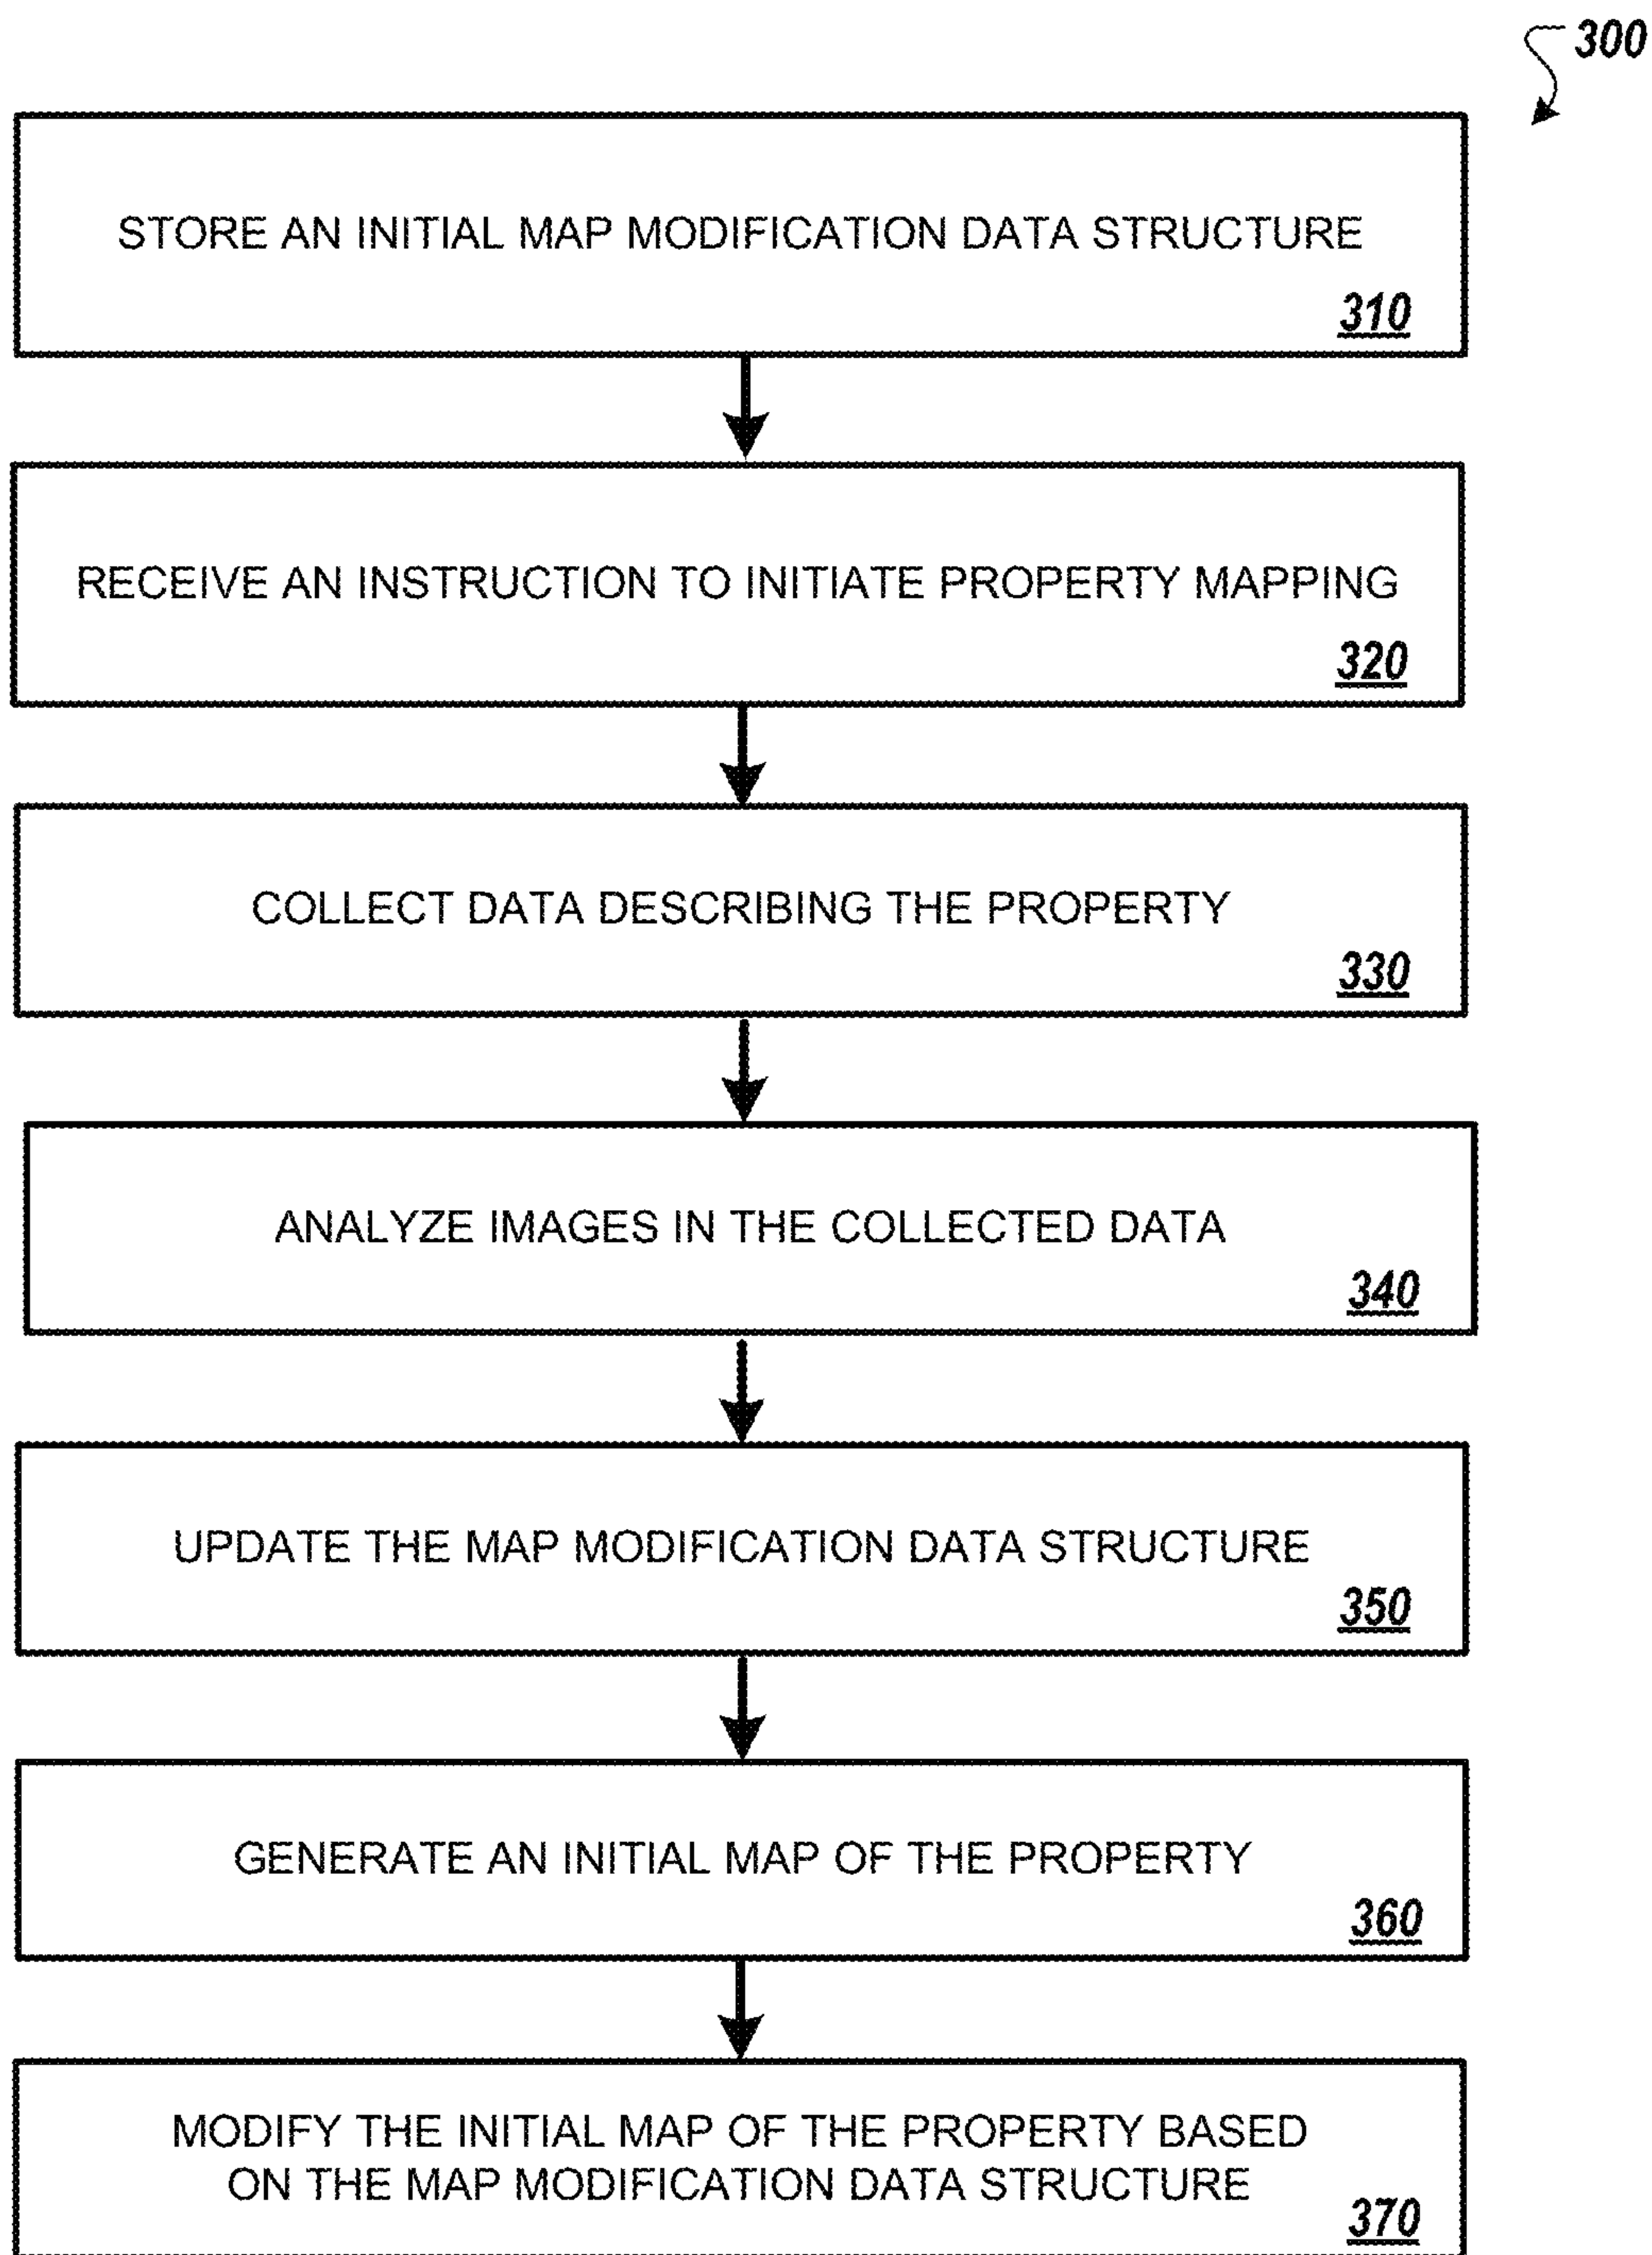 300
STORE AN INITIAL MAP MODIFICATION DATA STRUCTURE
310
RECEIVE AN INSTRUCTION TO INITIATE PROPERTY MAPPING
320
COLLECT DATA DESCRIBING THE PROPERTY
330
ANALYZE IMAGES IN THE COLLECTED DATA
340
UPDATE THE MAP MODIFICATION DATA STRUCTURE
350
GENERATE AN INITIAL MAP OF THE PROPERTY
360
MODIFY THE INITIAL MAP OF THE PROPERTY BASED
ON THE MAP MODIFICATION DATA STRUCTURE
370